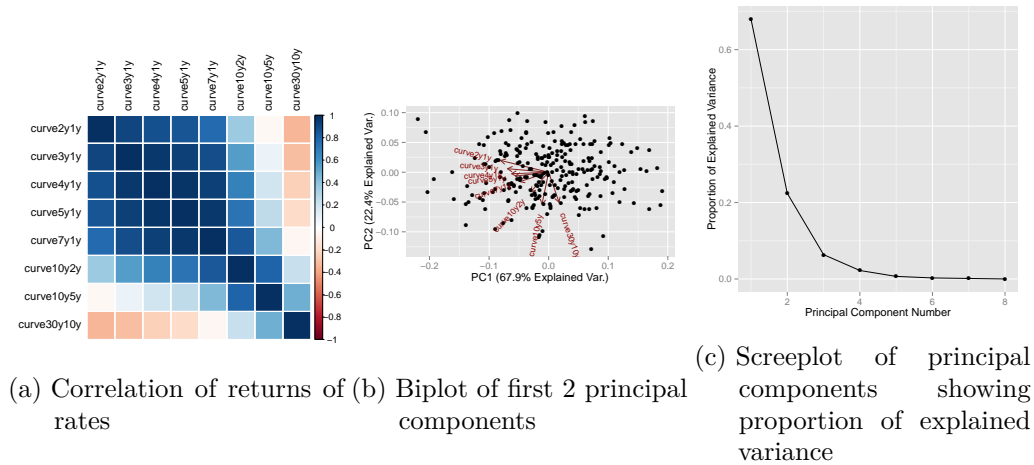 curve2y1y
curve3y1y
curve4y1y
curve5y1y
curve7y1y
curve10y2y
curve10y5y
curve30y10y
curve2y1y
curve3y1y
curve4y1y
curve5y1y
curve7y1y
curve10y2y
curve10y5y
curve30y10y
1
0.8
0.6
0.4
0.2
0
−0.2
−0.4
−0.6
−0.8
−1
(a) Correlation of returns of rates
PC2 (22.4% Explained Var.)
0.10
0.05
0.00
−0.05
−0.10
curve2y1y
curve10y2y
curve10y5y
curve30y10y
−0.2
−0.1
0.0
0.1
0.2
PC1 (67.9% Explained Var.)
(b) Biplot of first 2 principal
components
Proportion of Explained Variance
0.6
0.4
0.2
0.0
2
4
6
8
Principal Component Number
(c) Screeplot of principal
components showing
proportion of explained
variance